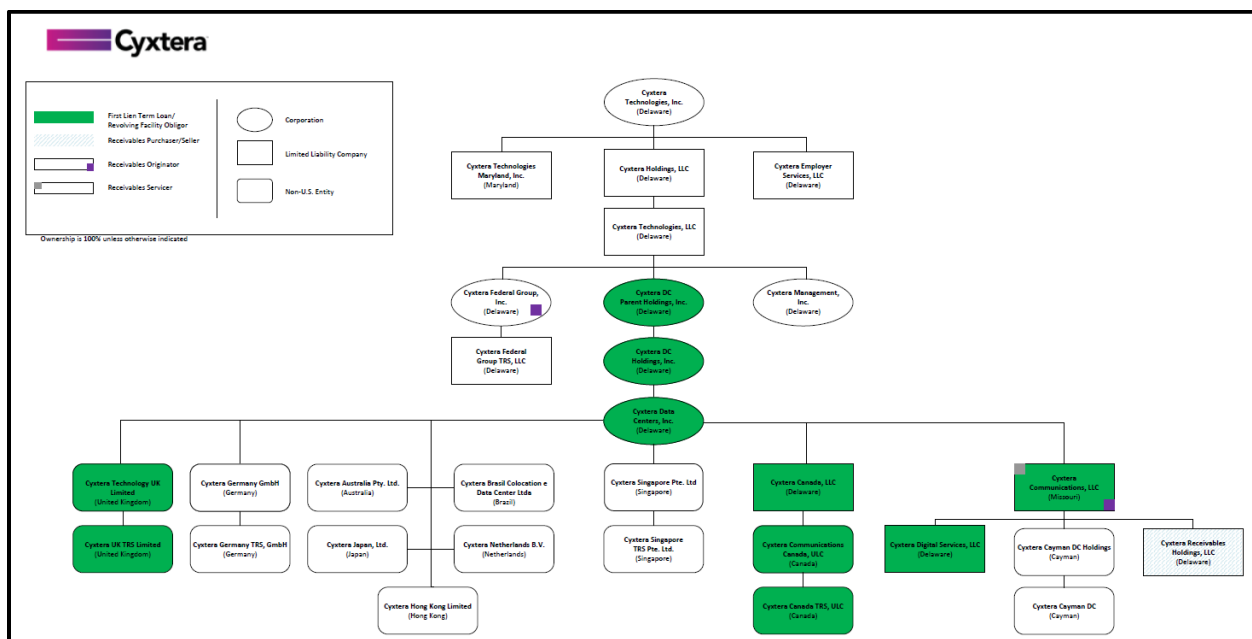 Cyxtera
First Lien Term Loan/
Revolving Facility Obligor
Receivables Purchaser/Seller
Receivables Originator
Receivables Servicer
Corporation
Limited Liability Company
Non-U.S. Entity
Ownership is 100% unless otherwise indicated
Cyxtera
Technologies, Inc.
(Delaware)
Cyxtera Technologies
Maryland, Inc.
(Maryland)
Cyxtera Holdings, LLC
(Delaware)
Cyxtera Employer
Services, LLC
(Delaware)
Cyxtera Technologies, LLC
(Delaware)
Cyxtera Federal Group,
Inc.
(Delaware)
Cyxtera DC
Parent Holdings, Inc.
(Delaware)
Cyxtera Management,
Inc.
(Delaware)
Cyxtera Federal
Group TRS, LLC
(Delaware)
Cyxtera DC
Holdings, Inc.
(Delaware)
Cyxtera Data
Centers, Inc.
(Delaware)
Cyxtera Technology UK
Limited
(United Kingdom)
Cyxtera Germany GmbH
(Germany)
Cyxtera Australia Pty. Ltd.
(Australia)
Cyxtera Brasil Colocation e
Data Center Ltda
(Brasil)
Cyxtera Singapore Pte. Ltd
(Singapore)
Cyxtera Canada, LLC
(Delaware)
Cyxtera
Communications, LLC
(Missouri)
Cyxtera UK TRS Limited
(United Kingdom)
Cyxtera Germany TRS, GmbH
(Germany)
Cyxtera Japan, Ltd.
(Japan)
Cyxtera Netherlands B.V.
(Netherlands)
Cyxtera Singapore
TRS Pte. Ltd.
(Singapore)
Cyxtera Communications
Canada, ULC
(Canada)
Cyxtera Digital Services, LLC
(Delaware)
Cyxtera Cayman DC Holdings
(Cayman)
Cyxtera Receivables
Holdings, LLC
(Delaware)
Cyxtera Hong Kong Limited
(Hong Kong)
Cyxtera Canada TRS, ULC
(Canada)
Cyxtera Cayman DC
(Cayman)